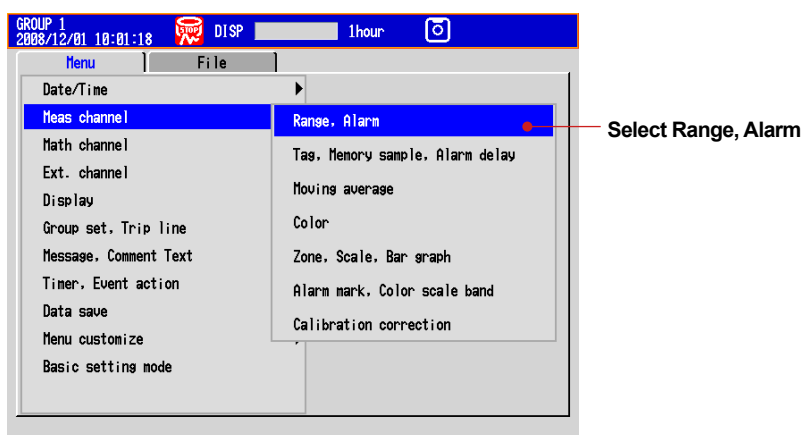 GROUP 1
2008/12/01 10:01:18 STOP DISP 1hour
Menu File
Date/Time
Meas channel
Math channel
Ext. channel
Display
Group set, Trip line
Message, Comment Text
Timer, Event action
Data save
Menu customize
Basic setting mode
Range, Alarm
Tag, Memory sample, Alarm delay
Moving average
Color
Zone, Scale, Bar graph
Alarm mark, Color scale band
Calibration correction
Select Range, Alarm